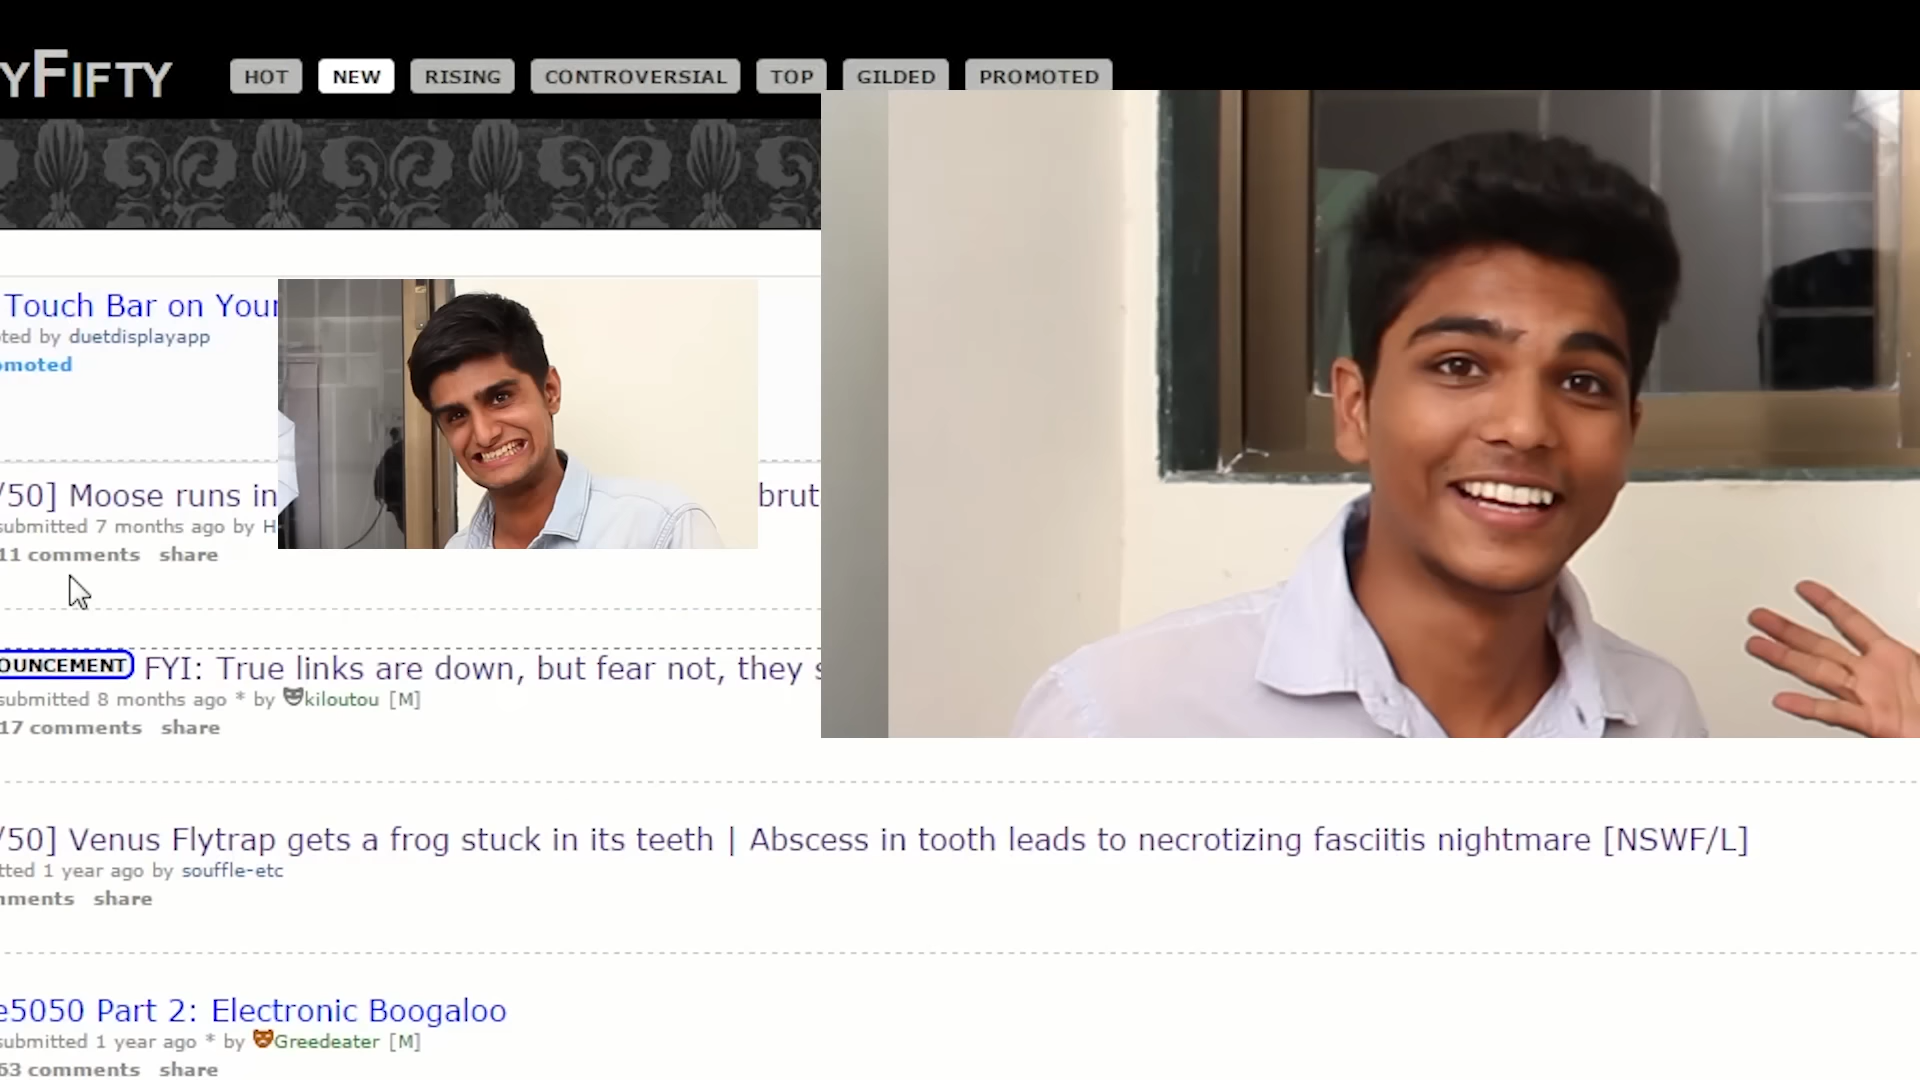 YFIFTY
HOT NEW RISING CONTROVERSIAL TOP GILDED PROMOTED
Touch Bar on Your
ted by duetdisplayapp
omoted
/50] Moose runs in brut
submitted 7 months ago by H
11 comments share
OUNCEMENT FYI: True links are down, but fear not, they s
submitted 8 months ago * by kiloutou [M]
17 comments share
/50] Venus Flytrap gets a frog stuck in its teeth | Abscess in tooth leads to necrotizing fasciitis nightmare [NSWF/L]
tted 1 year ago by souffle-etc
mments share
e5050 Part 2: Electronic Boogaloo
submitted 1 year ago * by Greedeater [M]
63 comments share